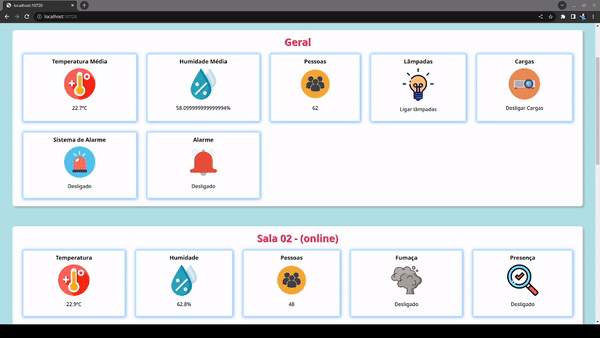 localhost:10720
localhost:10720
Geral
Temperatura Média
Humidade Média
Pessoas
Lâmpadas
Cargas
22.7ºC
58.099999999999994%
62
Ligar lâmpadas
Desligar Cargas
Sistema de Alarme
Alarme
Desligado
Desligado
Sala 02 - (online)
Temperatura
Humidade
Pessoas
Fumaça
Presença
22.9ºC
62.8%
48
Desligado
Desligado